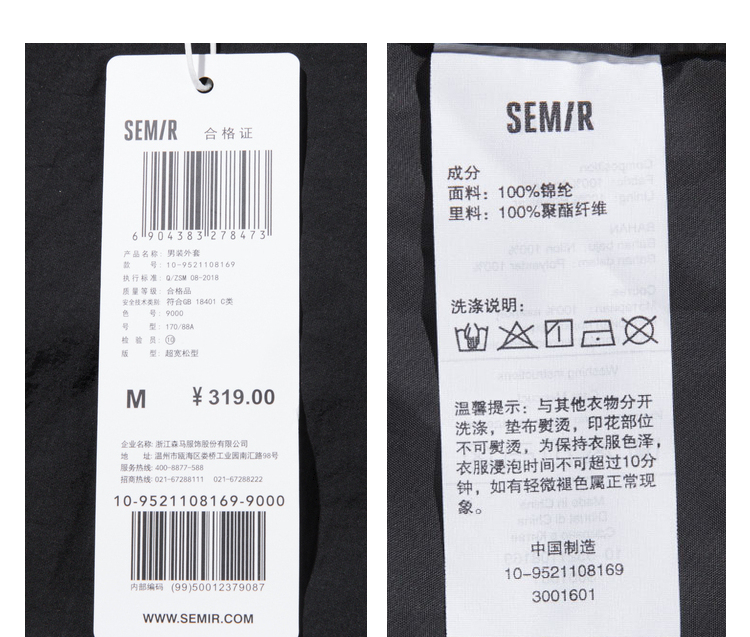 SEMIR 合格证
6 904383 278473
产品名称: 男装外套
款 号: 10-9521108169
执行标准: Q/ZSM 08-2018
质量等级: 合格品
安全技术类别: 符合GB 18401 C类
色 号: 9000
号 型: 170/88A
检 验 员: ⑩
版 型: 超宽松型
M ¥ 319.00
企业名称: 浙江森马服饰股份有限公司
地 址: 温州市瓯海区娄桥工业园南汇路98号
服务热线: 400-8877-588
招商热线: 021-67288111 021-67288222
10-9521108169-9000
内部编码 (99)50012379087
WWW.SEMIR.COM
SEMIR
成分
面料: 100%锦纶
里料: 100%聚酯纤维
洗涤说明:
温馨提示: 与其他衣物分开
洗涤, 垫布熨烫, 印花部位
不可熨烫, 为保持衣服色泽,
衣服浸泡时间不可超过10分
钟, 如有轻微褪色属正常现
象。
中国制造
10-9521108169
3001601